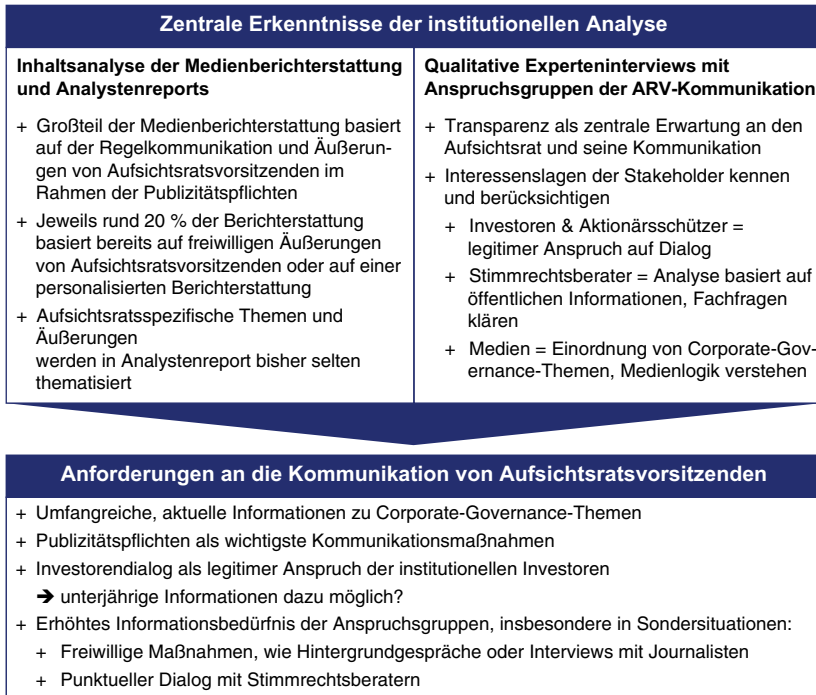 Zentrale Erkenntnisse der institutionellen Analyse
Inhaltsanalyse der Medienberichterstattung
und Analystenreports
+ Großteil der Medienberichterstattung basiert
auf der Regelkommunikation und Äußerun-
gen von Aufsichtsratsvorsitzenden im
Rahmen der Publizitätspflichten
+ Jeweils rund 20 % der Berichterstattung
basiert bereits auf freiwilligen Äußerungen
von Aufsichtsratsvorsitzenden oder auf einer
personalisierten Berichterstattung
+ Aufsichtsratsspezifische Themen und
Äußerungen
werden in Analystenreport bisher selten
thematisiert
Qualitative Experteninterviews mit
Anspruchsgruppen der ARV-Kommunikation
+ Transparenz als zentrale Erwartung an den
Aufsichtsrat und seine Kommunikation
+ Interessenslagen der Stakeholder kennen
und berücksichtigen
+ Investoren & Aktionärsschützer =
legitimer Anspruch auf Dialog
+ Stimmrechtsberater = Analyse basiert auf
öffentlichen Informationen, Fachfragen
klären
+ Medien = Einordnung von Corporate-Gov-
ernance-Themen, Medienlogik verstehen
Anforderungen an die Kommunikation von Aufsichtsratsvorsitzenden
+ Umfangreiche, aktuelle Informationen zu Corporate-Governance-Themen
+ Publizitätspflichten als wichtigste Kommunikationsmaßnahmen
+ Investorendialog als legitimer Anspruch der institutionellen Investoren
➔ unterjährige Informationen dazu möglich?
+ Erhöhtes Informationsbedürfnis der Anspruchsgruppen, insbesondere in Sondersituationen:
+ Freiwillige Maßnahmen, wie Hintergrundgespräche oder Interviews mit Journalisten
+ Punktueller Dialog mit Stimmrechtsberatern